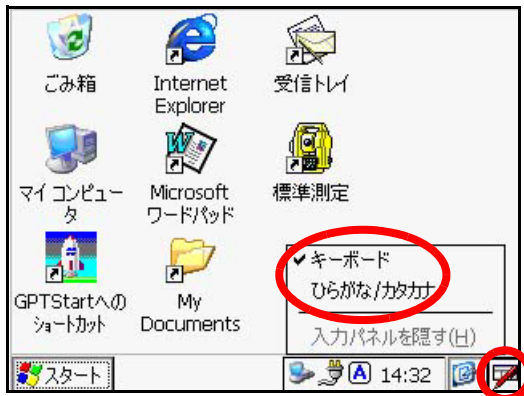 ごみ箱
Internet
Explorer
受信トレイ
マイ コンピュー
タ
Microsoft
ワードパッド
標準測定
GPTStartへの
ショートカット
My
Documents
✔キーボード
ひらがな/カタカナ
入力パネルを隠す(H)
スタート
A
14:32